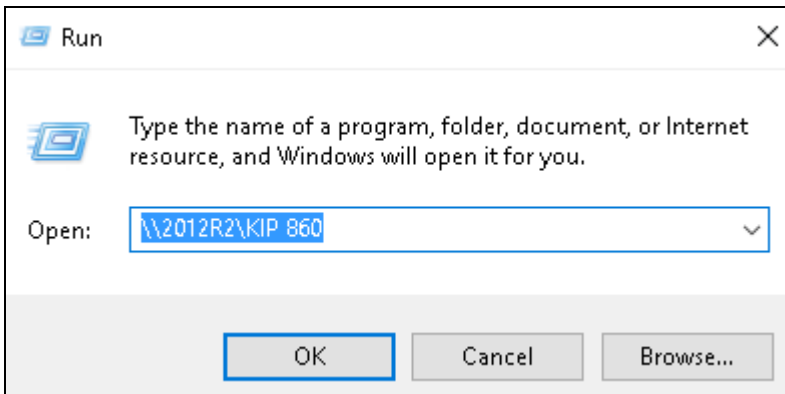 Run
Type the name of a program, folder, document, or Internet
resource, and Windows will open it for you.
Open: \\2012R2\KIP 860
OK Cancel Browse...